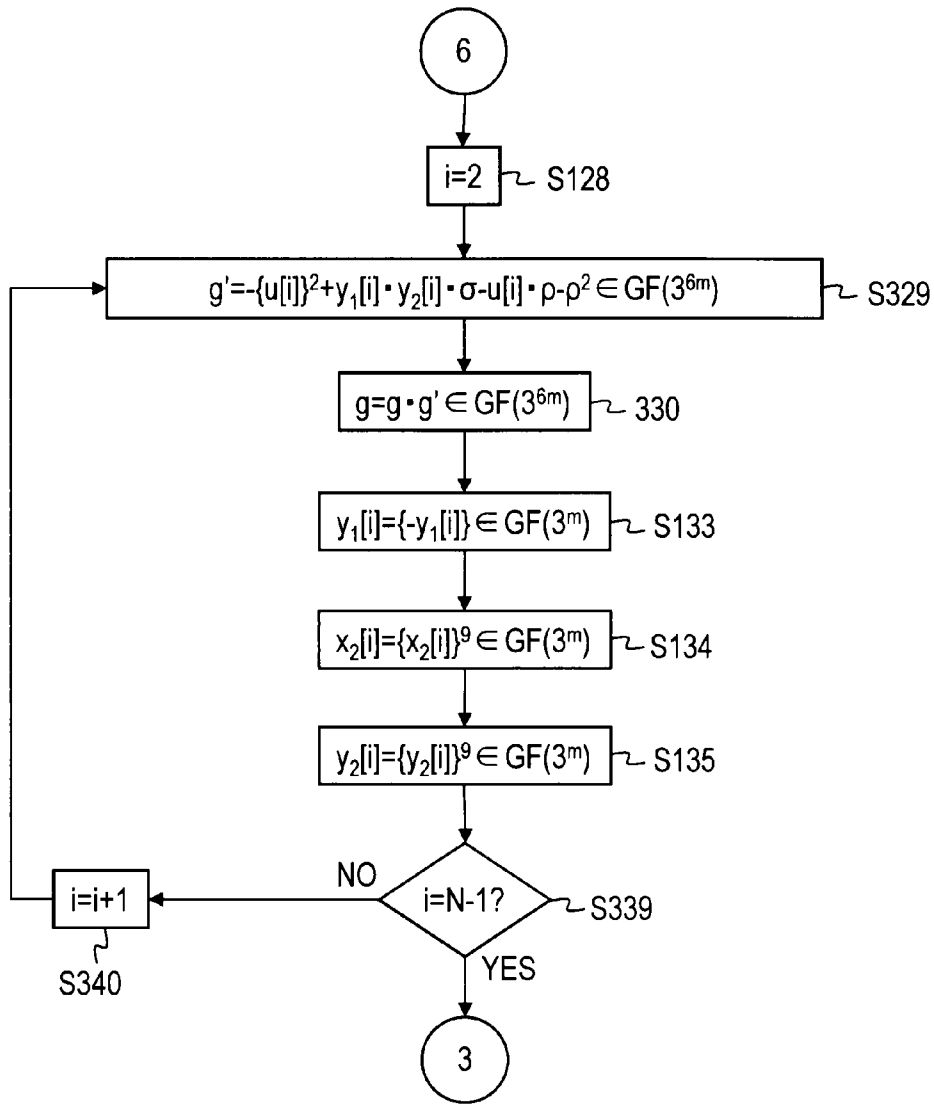 6
i=2 S128
g'=-{u[i]}²+y₁[i]·y₂[i]·σ-u[i]·ρ-ρ²∈GF(3⁶ᵐ) S329
g=g·g'∈GF(3⁶ᵐ) 330
y₁[i]={-y₁[i]}∈GF(3ᵐ) S133
x₂[i]={x₂[i]}⁹∈GF(3ᵐ) S134
y₂[i]={y₂[i]}⁹∈GF(3ᵐ) S135
NO
i=i+1 i=N-1? S339
S340
YES
3